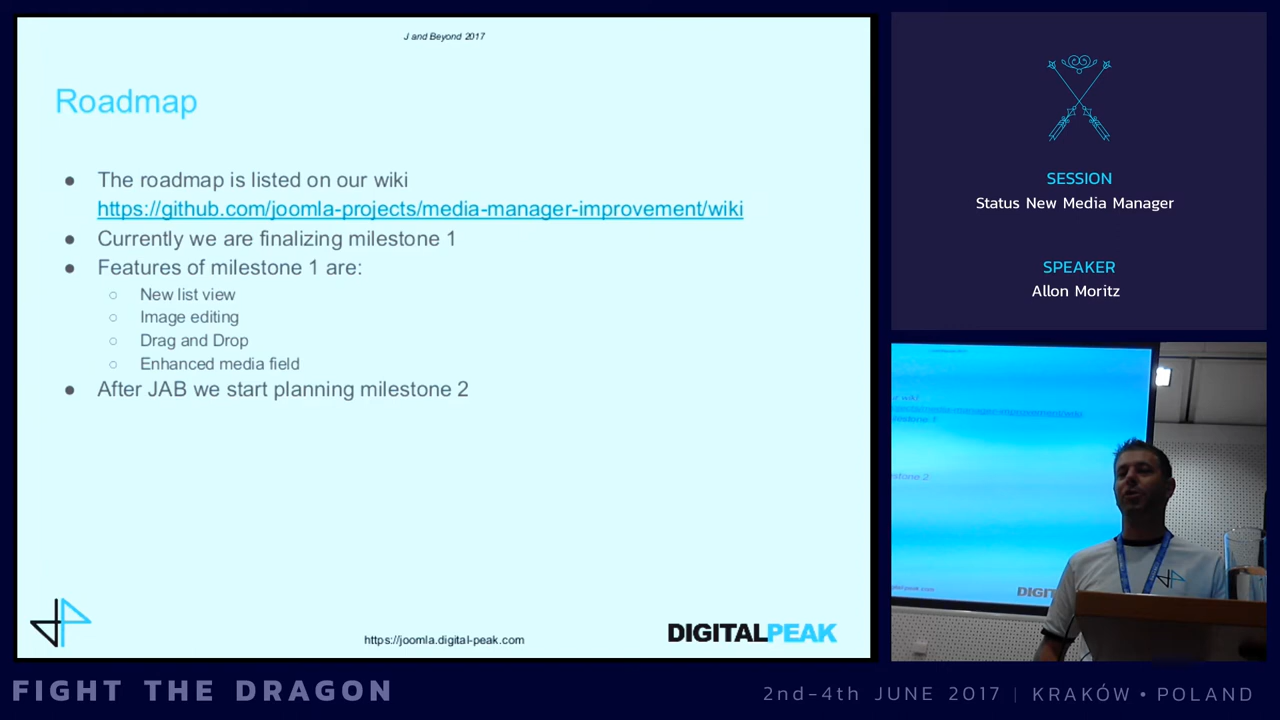 J and Beyond 2017
Roadmap
● The roadmap is listed on our wiki
https://github.com/joomla-projects/media-manager-improvement/wiki
● Currently we are finalizing milestone 1
● Features of milestone 1 are:
○ New list view
○ Image editing
○ Drag and Drop
○ Enhanced media field
● After JAB we start planning milestone 2
https://joomla.digital-peak.com
DIGITALPEAK
SESSION
Status New Media Manager
SPEAKER
Allon Moritz
FIGHT THE DRAGON
2nd-4th JUNE 2017 | KRAKÓW • POLAND